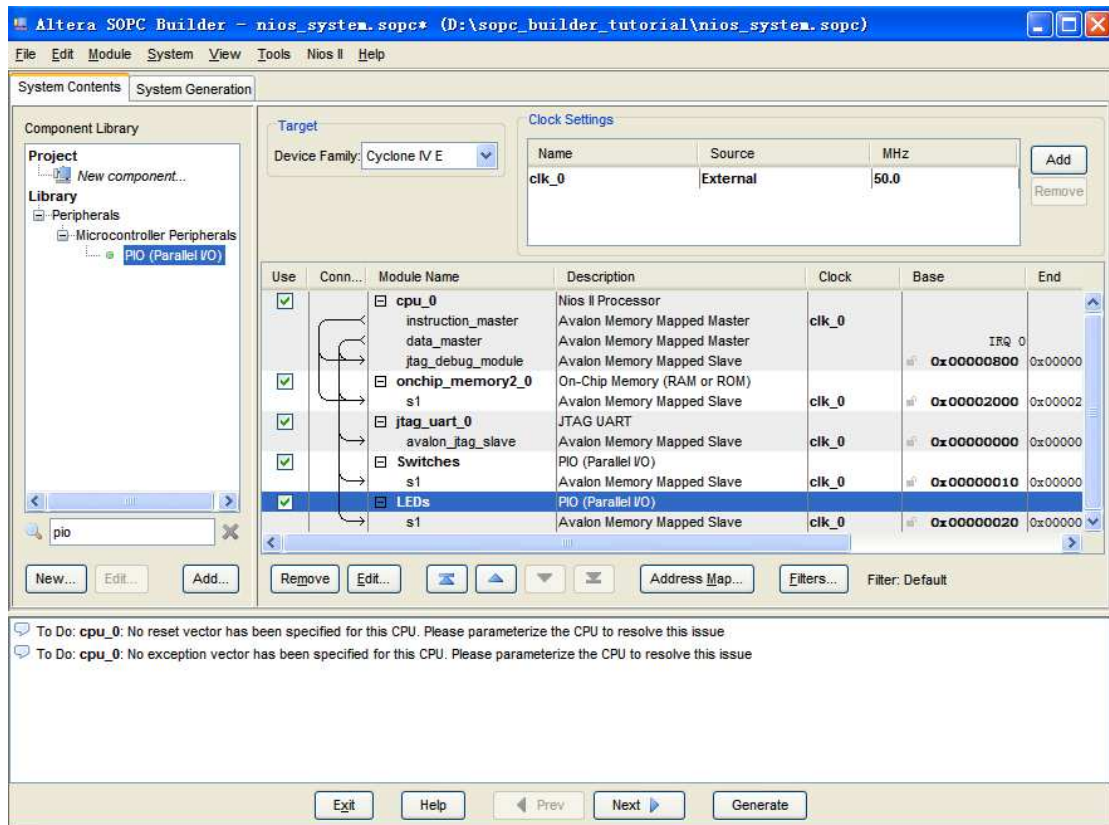 Altera SOPC Builder - nios_system.sopc* (D:\sopc_builder_tutorial\nios_system.sopc)
File Edit Module System View Tools Nios II Help
System Contents System Generation
Component Library
Project
New component...
Library
Peripherals
Microcontroller Peripherals
PIO (Parallel I/O)
pio
New... Edit... Add...
Target
Device Family: Cyclone IV E
Clock Settings
Name Source MHz
clk_0 External 50.0
Add
Remove
Use Conn... Module Name Description Clock Base End
cpu_0 Nios II Processor
instruction_master Avalon Memory Mapped Master clk_0
data_master Avalon Memory Mapped Master IRQ 0
jtag_debug_module Avalon Memory Mapped Slave 0x00000800 0x00000
onchip_memory2_0 On-Chip Memory (RAM or ROM)
s1 Avalon Memory Mapped Slave clk_0 0x00002000 0x00002
jtag_uart_0 JTAG UART
avalon_jtag_slave Avalon Memory Mapped Slave clk_0 0x00000000 0x00000
Switches PIO (Parallel I/O)
s1 Avalon Memory Mapped Slave clk_0 0x00000010 0x00000
LEDs PIO (Parallel I/O)
s1 Avalon Memory Mapped Slave clk_0 0x00000020 0x00000
Remove Edit... Address Map... Filters... Filter: Default
To Do: cpu_0: No reset vector has been specified for this CPU. Please parameterize the CPU to resolve this issue
To Do: cpu_0: No exception vector has been specified for this CPU. Please parameterize the CPU to resolve this issue
Exit Help Prev Next Generate